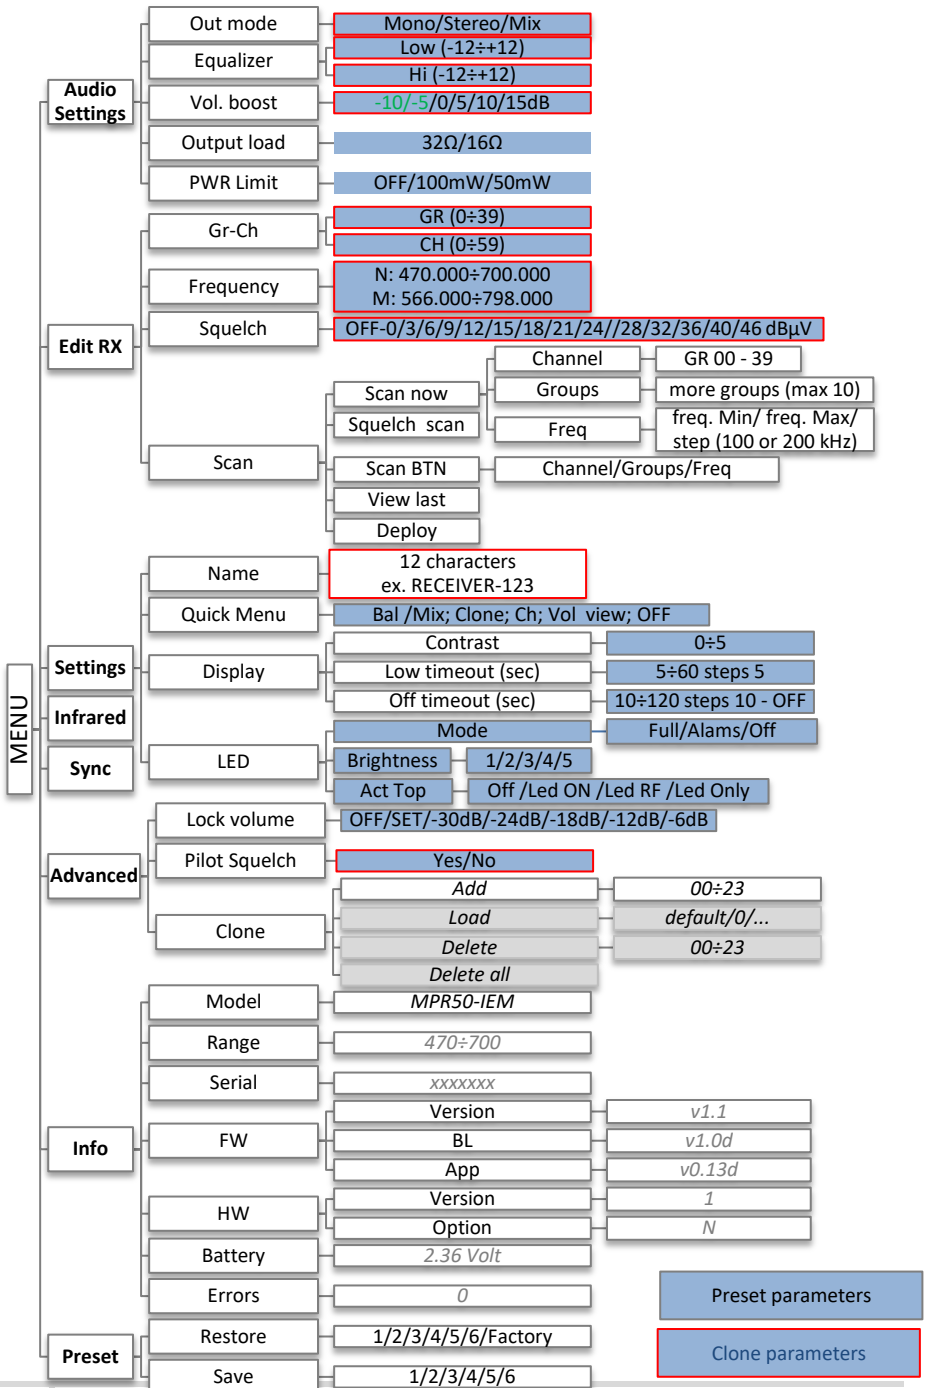 Out mode
Mono/Stereo/Mix
Equalizer
Low (-12÷+12)
Hi (-12÷+12)
Audio
Settings
Vol. boost
-10/-5/0/5/10/15dB
Output load
32Ω/16Ω
PWR Limit
OFF/100mW/50mW
Gr-Ch
GR (0÷39)
CH (0÷59)
Frequency
N: 470.000÷700.000
M: 566.000÷798.000
Edit RX
Squelch
OFF-0/3/6/9/12/15/18/21/24//28/32/36/40/46 dBµV
Scan
Scan now
Channel
GR 00 - 39
Groups
more groups (max 10)
Freq
freq. Min/ freq. Max/
step (100 or 200 kHz)
Squelch scan
Scan BTN
Channel/Groups/Freq
View last
Deploy
MENU
Settings
Name
12 characters
ex. RECEIVER-123
Quick Menu
Bal /Mix; Clone; Ch; Vol view; OFF
Display
Contrast
0÷5
Low timeout (sec)
5÷60 steps 5
Off timeout (sec)
10÷120 steps 10 - OFF
LED
Mode
Full/Alams/Off
Brightness
1/2/3/4/5
Act Top
Off /Led ON /Led RF /Led Only
Infrared
Sync
Advanced
Lock volume
OFF/SET/-30dB/-24dB/-18dB/-12dB/-6dB
Pilot Squelch
Yes/No
Clone
Add
00÷23
Load
default/0/...
Delete
00÷23
Delete all
Info
Model
MPR50-IEM
Range
470÷700
Serial
xxxxxxx
FW
Version
v1.1
BL
v1.0d
App
v0.13d
HW
Version
1
Option
N
Battery
2.36 Volt
Errors
0
Preset
Restore
1/2/3/4/5/6/Factory
Save
1/2/3/4/5/6
Preset parameters
Clone parameters